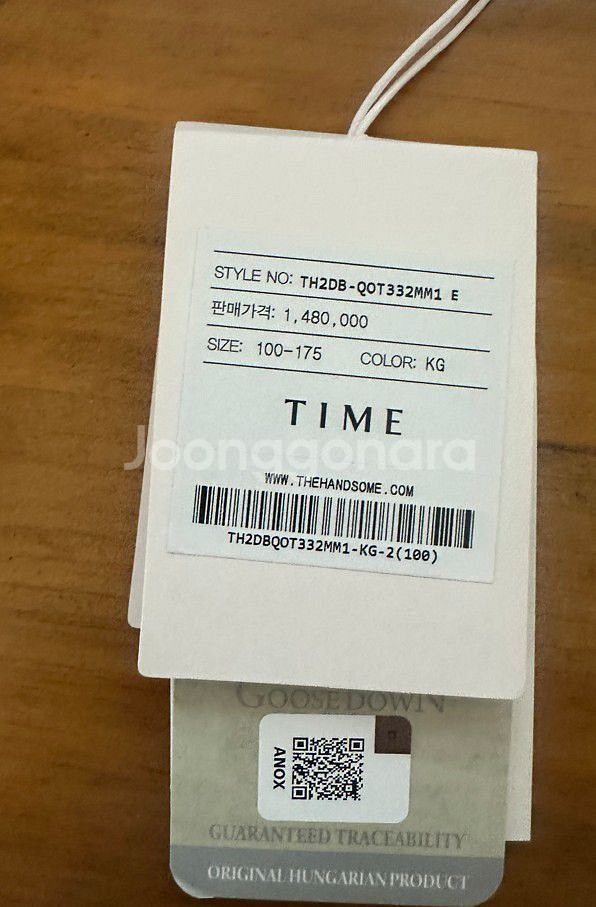 STYLE NO: TH2DB-QOT332MM1 E
판매가격: 1,480,000
SIZE: 100-175 COLOR: KG
TIME
Joonggonara
WWW.THEHANDSOME.COM
TH2DBQOT332MM1-KG-2(100)
GOOSE DOWN
ANOX
GUARANTEED TRACEABILITY
ORIGINAL HUNGARIAN PRODUCT